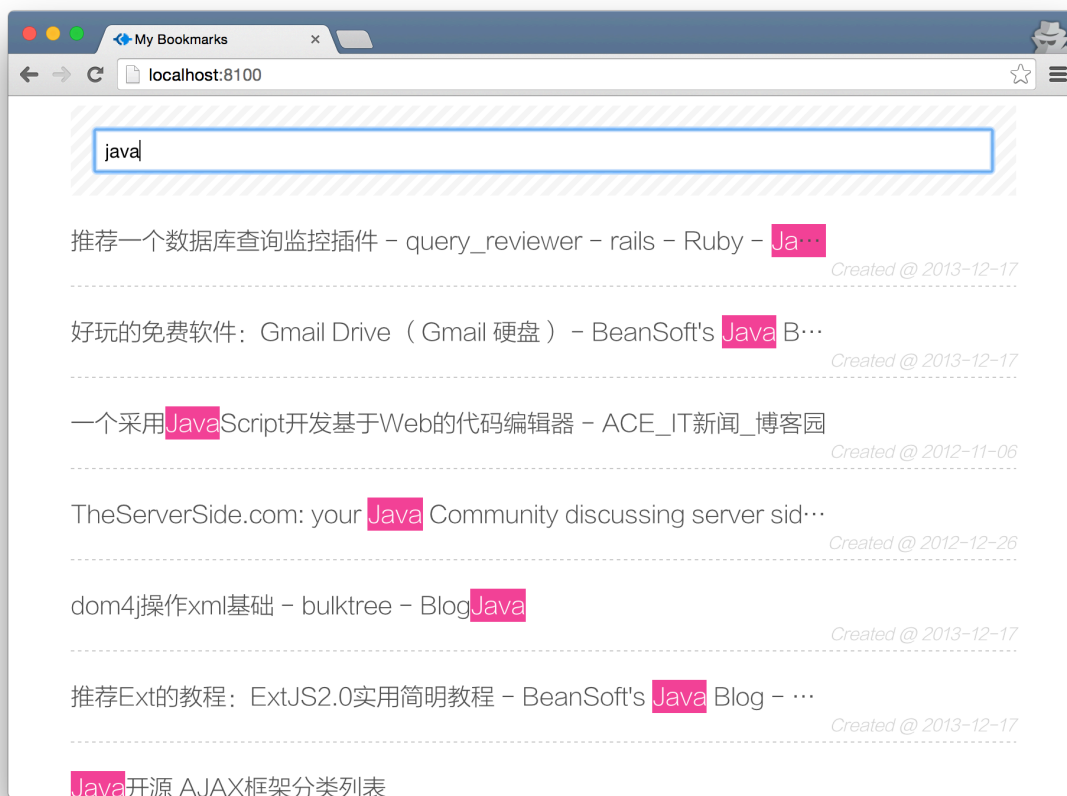 My Bookmarks
localhost:8100
java
推荐一个数据库查询监控插件 - query_reviewer - rails - Ruby - Ja…
Created @ 2013-12-17
好玩的免费软件：Gmail Drive （ Gmail 硬盘 ） - BeanSoft's Java B…
Created @ 2013-12-17
一个采用JavaScript开发基于Web的代码编辑器 - ACE_IT新闻_博客园
Created @ 2012-11-06
TheServerSide.com: your Java Community discussing server sid…
Created @ 2012-12-26
dom4j操作xml基础 - bulktree - BlogJava
Created @ 2013-12-17
推荐Ext的教程：ExtJS2.0实用简明教程 - BeanSoft's Java Blog - …
Created @ 2013-12-17
Java开源 AJAX框架分类列表